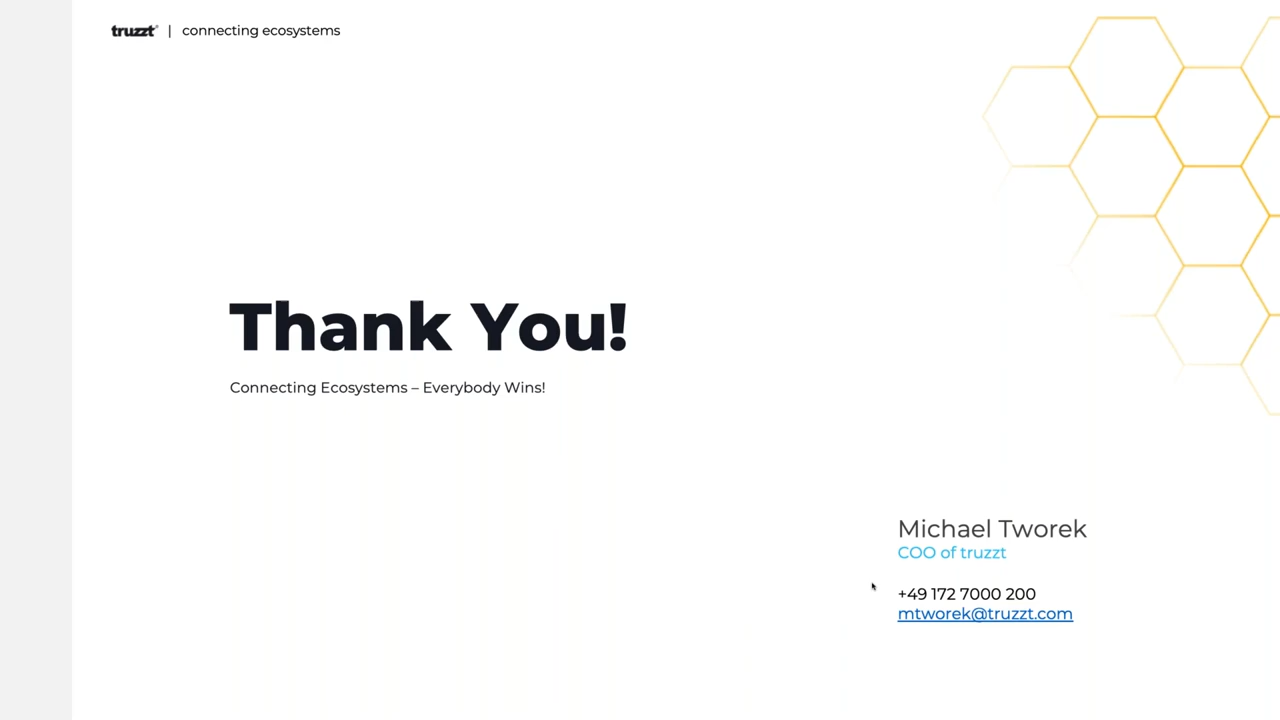 truzzt® | connecting ecosystems
Thank You!
Connecting Ecosystems – Everybody Wins!
Michael Tworek
COO of truzzt
+49 172 7000 200
mtworek@truzzt.com